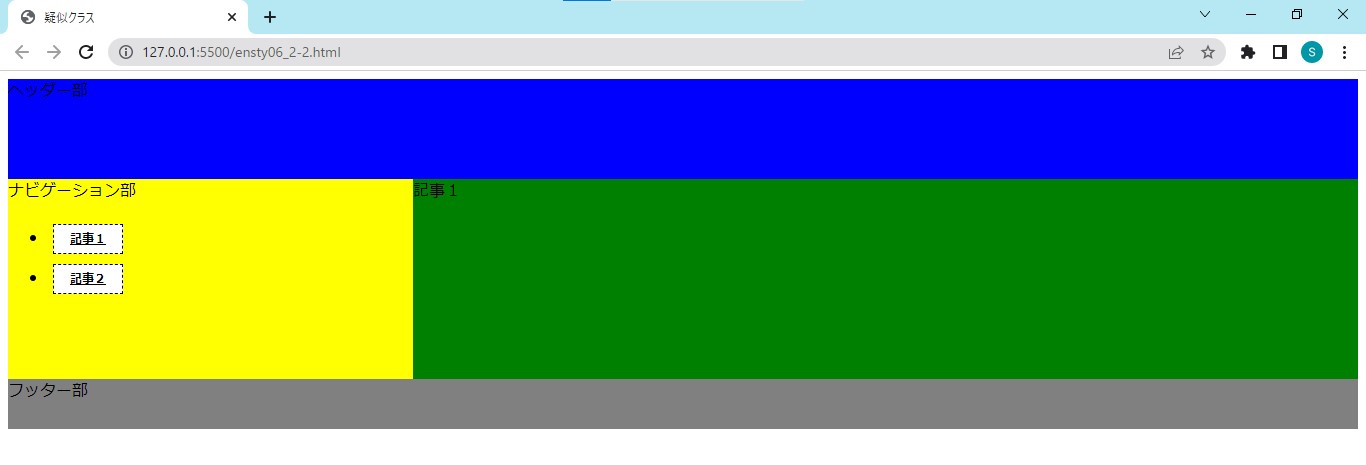 疑似クラス
127.0.0.1:5500/ensty06_2-2.html
S
ヘッダー部
ナビゲーション部
記事１
記事１
記事２
フッター部